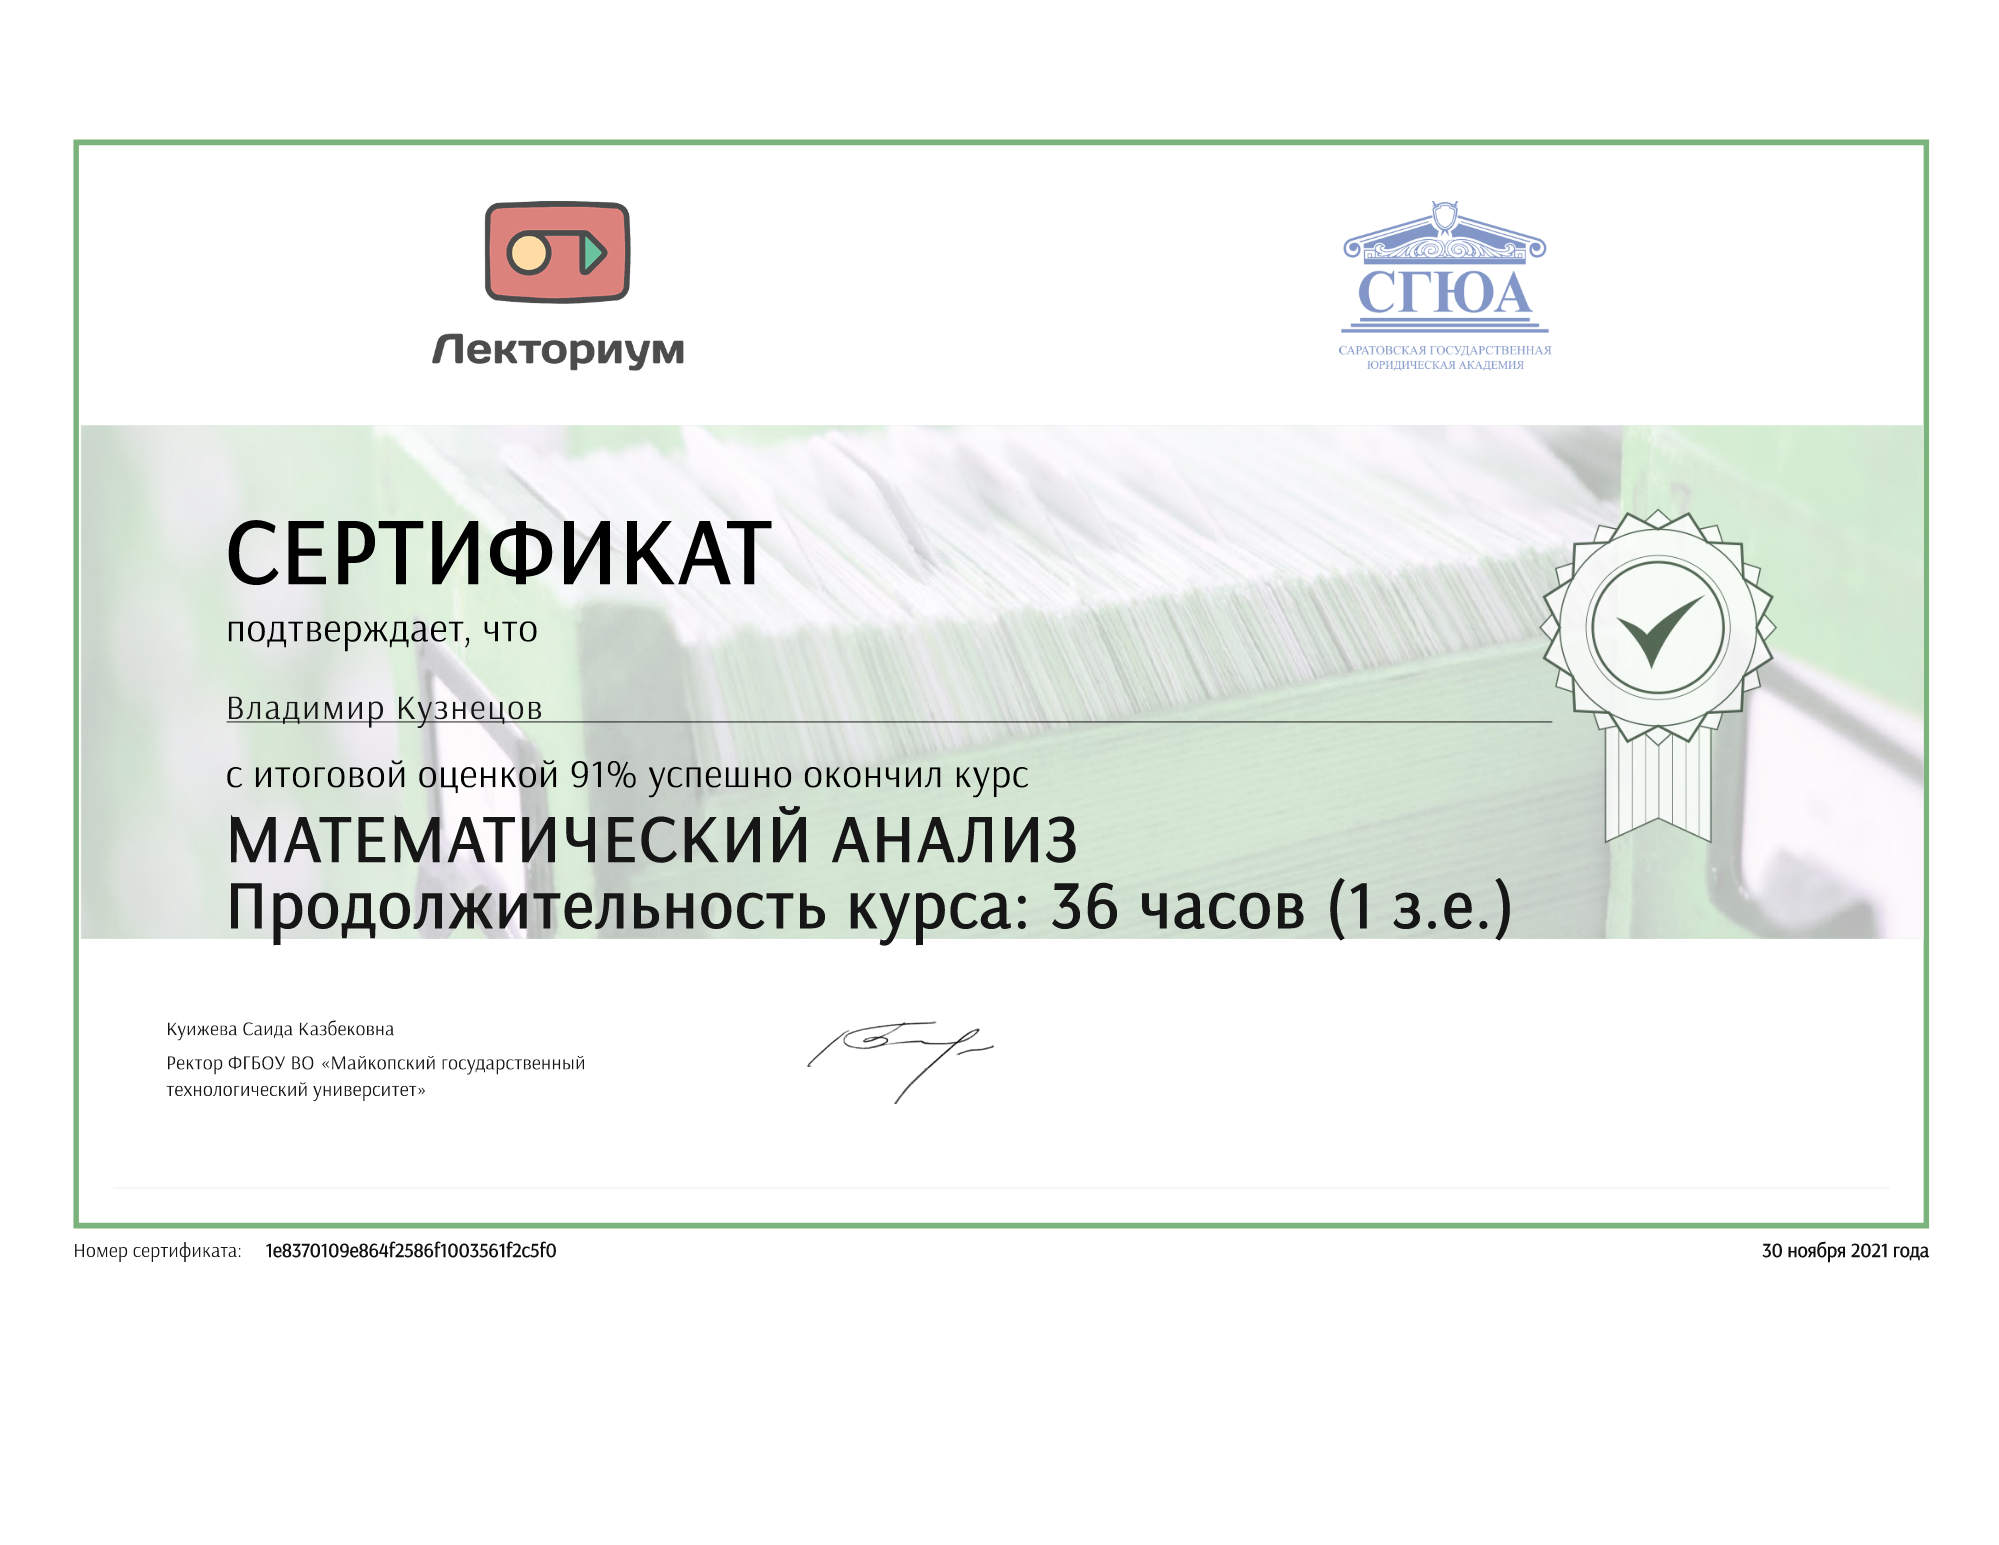 Лекториум
СГЮА
САРАТОВСКАЯ ГОСУДАРСТВЕННАЯ
ЮРИДИЧЕСКАЯ АКАДЕМИЯ
СЕРТИФИКАТ
подтверждает, что
Владимир Кузнецов
с итоговой оценкой 91% успешно окончил курс
МАТЕМАТИЧЕСКИЙ АНАЛИЗ
Продолжительность курса: 36 часов (1 з.е.)
Куижева Саида Казбековна
Ректор ФГБОУ ВО «Майкопский государственный
технологический университет»
Номер сертификата: 1e8370109e864f2586f1003561f2c5f0
30 ноября 2021 года